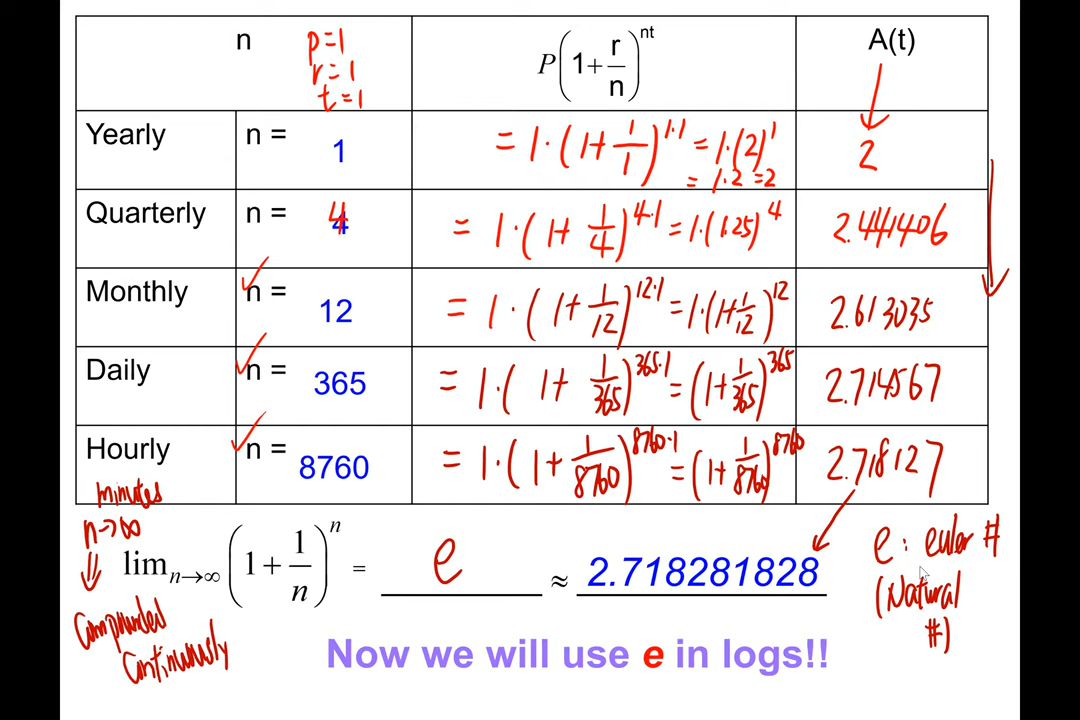 n p=1 r=1 t=1 P(1+r/n)^nt A(t)
Yearly n = 1 = 1·(1+1/1)^1·1 = 1·(2)^1 = 1·2 =2 2
Quarterly n = 4 = 1·(1+1/4)^4·1 = 1·(1.25)^4 2.441406
Monthly n = 12 = 1·(1+1/12)^12·1 = 1·(1+1/12)^12 2.613035
Daily n = 365 = 1·(1+1/365)^365·1 = (1+1/365)^365 2.714567
Hourly n = 8760 = 1·(1+1/8760)^8760·1 = (1+1/8760)^8760 2.718127
minutes
n→∞
⇓
compounded
continuously
lim n→∞ (1+1/n)^n = e ≈ 2.718281828
e: euler #
(Natural
#)
Now we will use e in logs!!